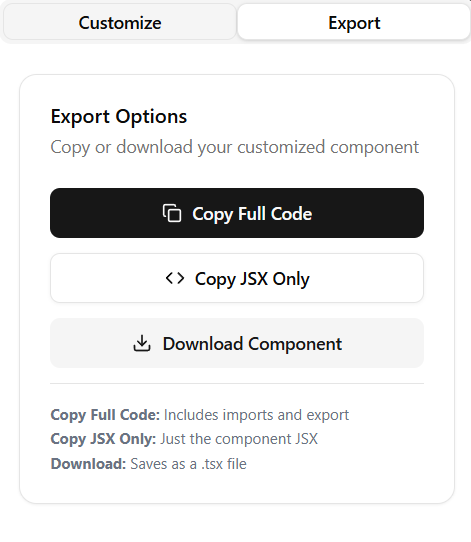 Customize
Export
Export Options
Copy or download your customized component
Copy Full Code
Copy JSX Only
Download Component
Copy Full Code: Includes imports and export
Copy JSX Only: Just the component JSX
Download: Saves as a .tsx file